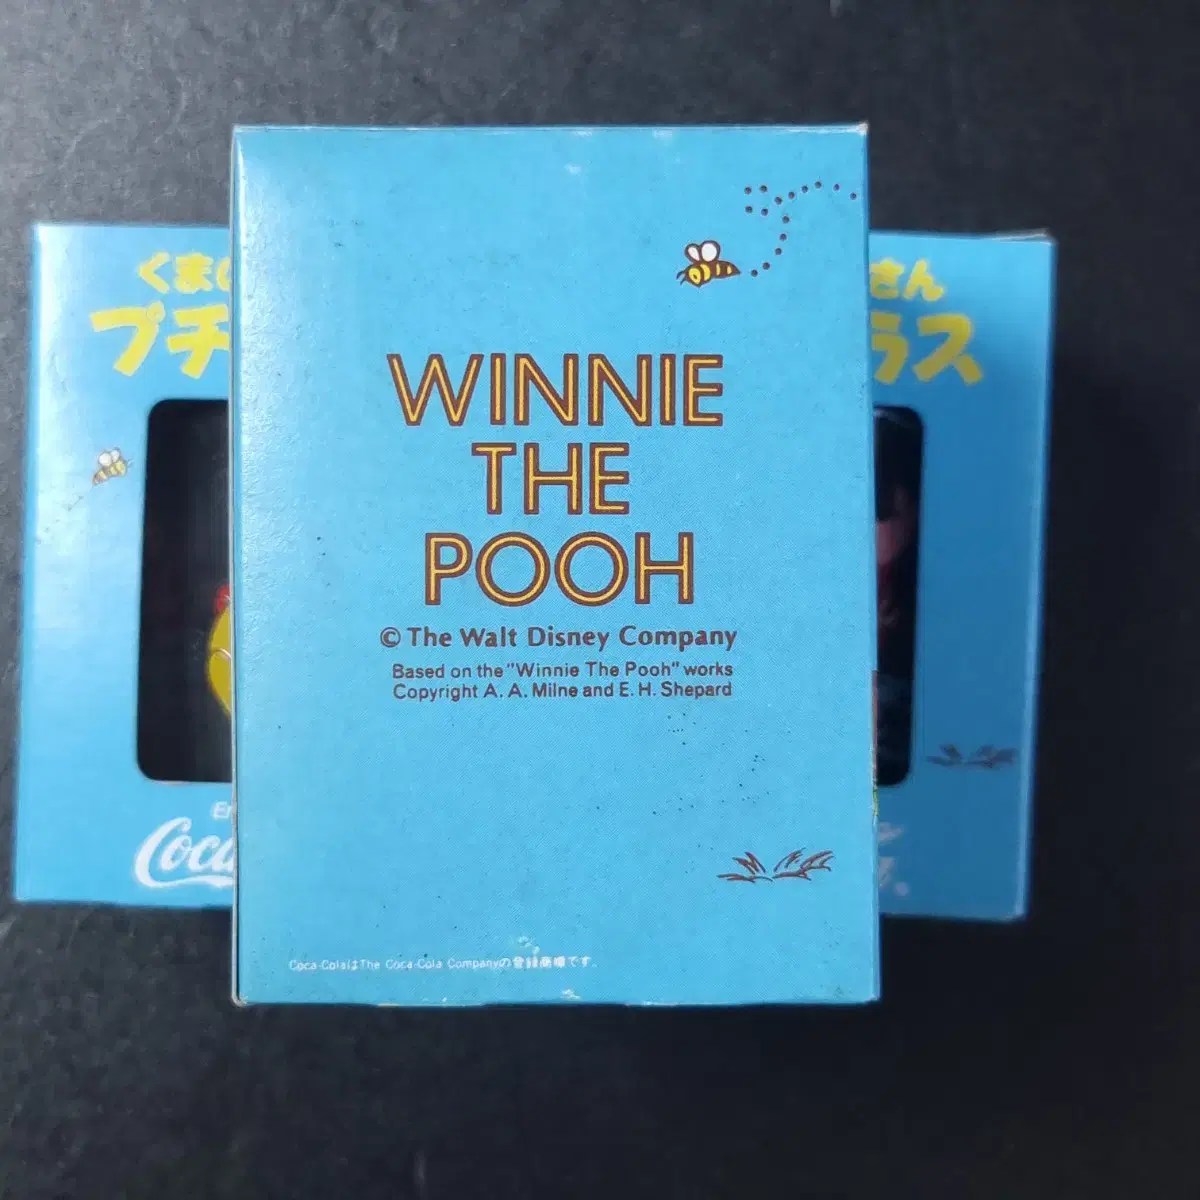 くま
プチ
さん
ラス
WINNIE
THE
POOH
© The Walt Disney Company
Based on the "Winnie The Pooh" works
Copyright A. A. Milne and E. H. Shepard
Coca
Coca-ColaはThe Coca-Cola Companyの登録商標です。